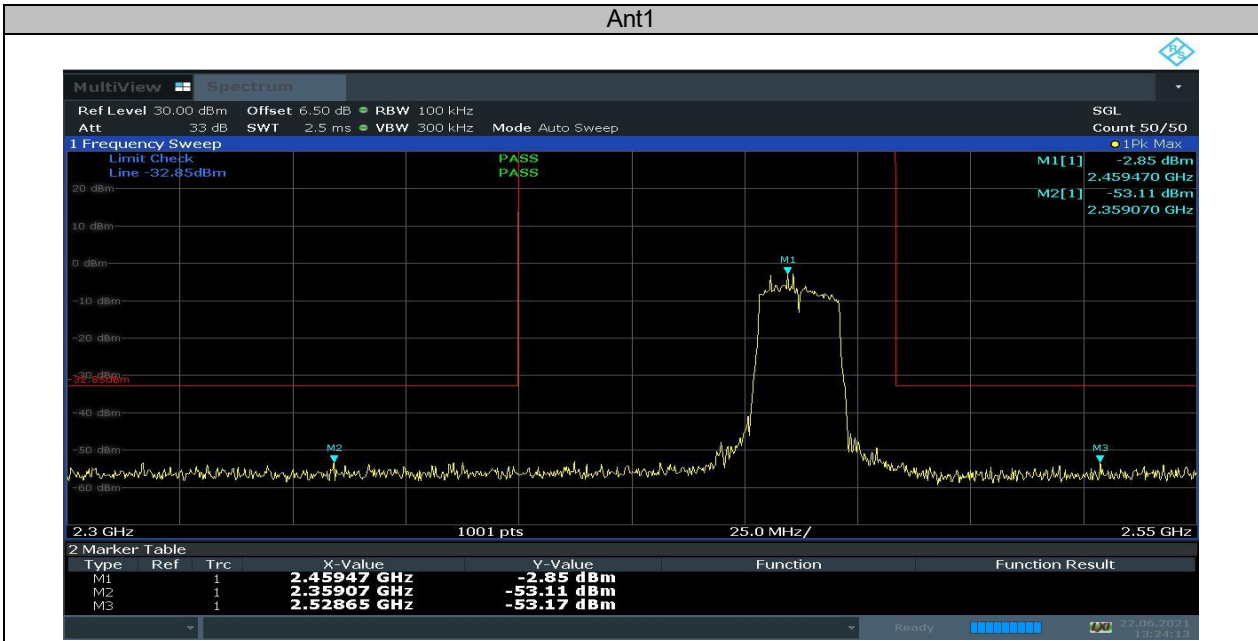 Ant1
R&S
MultiView Spectrum
Ref Level 30.00 dBm Offset 6.50 dB RBW 100 kHz SGL
Att 33 dB SWT 2.5 ms VBW 300 kHz Mode Auto Sweep Count 50/50
1 Frequency Sweep 1Pk Max
Limit Check PASS M1[1] -2.85 dBm
Line -32.85dBm PASS 2.459470 GHz
20 dBm M2[1] -53.11 dBm
2.359070 GHz
10 dBm
0 dBm
M1
-10 dBm
-20 dBm
-30 dBm
-32.85dBm
-40 dBm
-50 dBm
M2 M3
-60 dBm
2.3 GHz 1001 pts 25.0 MHz/ 2.55 GHz
2 Marker Table
Type Ref Trc X-Value Y-Value Function Function Result
M1 1 2.45947 GHz -2.85 dBm
M2 1 2.35907 GHz -53.11 dBm
M3 1 2.52865 GHz -53.17 dBm
Ready LXI 22.06.2021
13:24:13